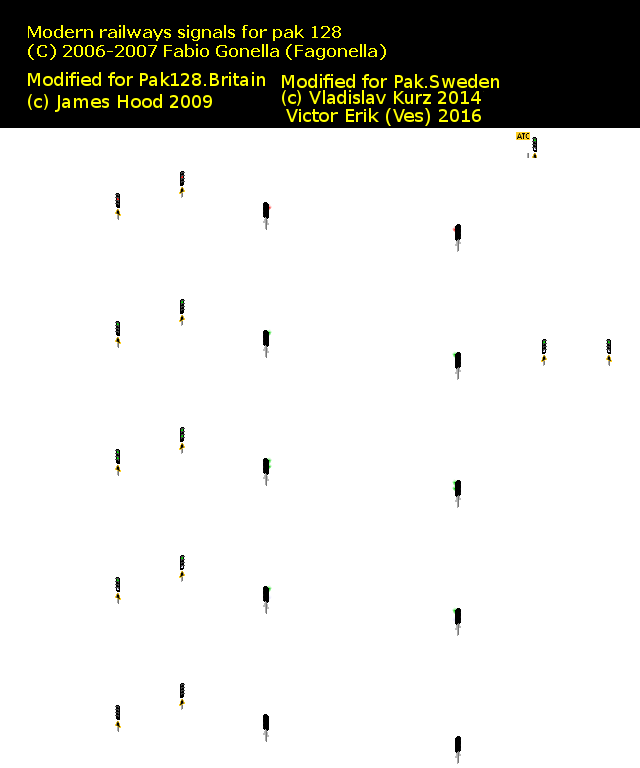 Modern railways signals for pak 128
(C) 2006-2007 Fabio Gonella (Fagonella)
Modified for Pak128.Britain
(c) James Hood 2009
Modified for Pak.Sweden
(c) Vladislav Kurz 2014
Victor Erik (Ves) 2016
ATC